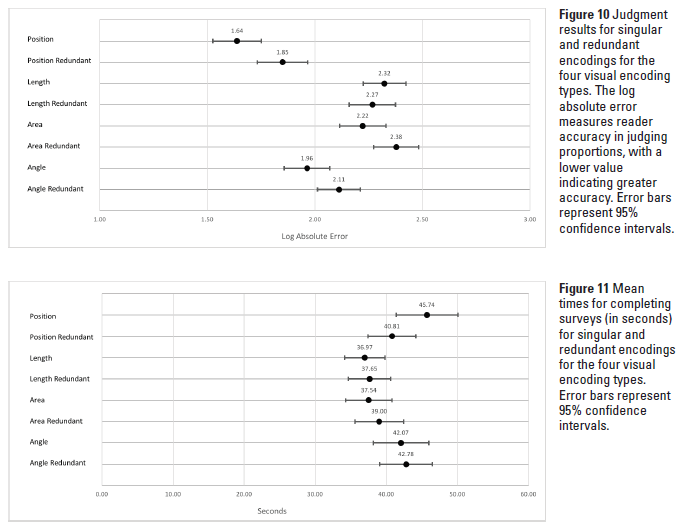 1.64
Position
1.85
Position Redundant
2.32
Length
2.27
Length Redundant
2.22
Area
2.38
Area Redundant
1.96
Angle
2.11
Angle Redundant
1.00 1.50 2.00 2.50 3.00
Log Absolute Error
Figure 10 Judgment
results for singular
and redundant
encodings for the
four visual encoding
types. The log
absolute error
measures reader
accuracy in judging
proportions, with a
lower value
indicating greater
accuracy. Error bars
represent 95%
confidence intervals.
45.74
Position
40.81
Position Redundant
36.97
Length
37.65
Length Redundant
37.54
Area
39.00
Area Redundant
42.07
Angle
42.78
Angle Redundant
0.00 10.00 20.00 30.00 40.00 50.00 60.00
Seconds
Figure 11 Mean
times for completing
surveys (in seconds)
for singular and
redundant encodings
for the four visual
encoding types.
Error bars represent
95% confidence
intervals.